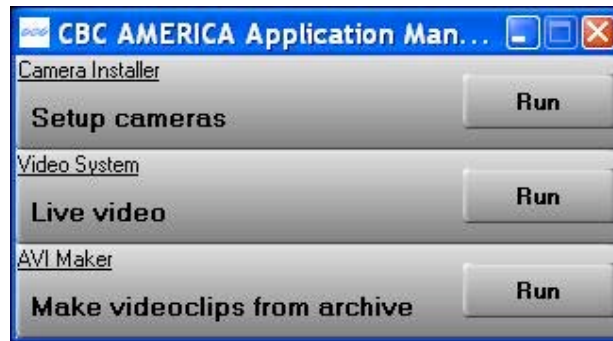 CBC AMERICA Application Man...
Camera Installer
Setup cameras
Run
Video System
Live video
Run
AVI Maker
Make videoclips from archive
Run